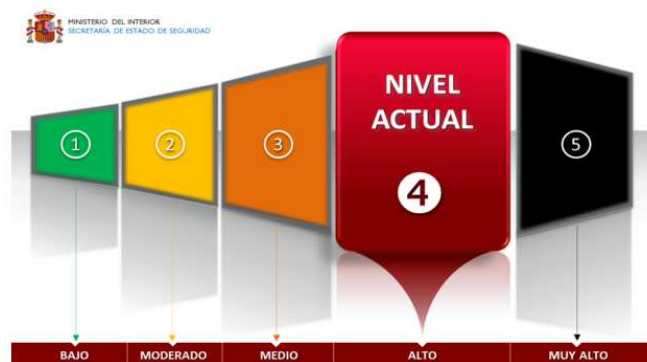 MINISTERIO DEL INTERIOR
SECRETARÍA DE ESTADO DE SEGURIDAD
1
2
3
NIVEL
ACTUAL
4
5
BAJO
MODERADO
MEDIO
ALTO
MUY ALTO